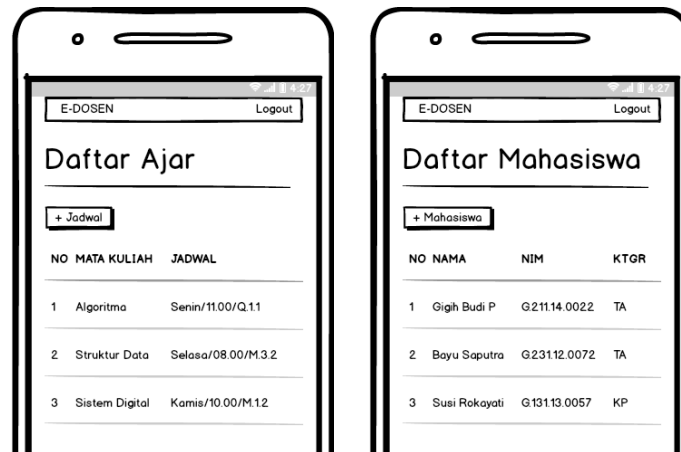 4:27
E-DOSEN Logout
Daftar Ajar
+ Jadwal
NO MATA KULIAH JADWAL
1 Algoritma Senin/11.00/Q.1.1
2 Struktur Data Selasa/08.00/M.3.2
3 Sistem Digital Kamis/10.00/M.1.2
4:27
E-DOSEN Logout
Daftar Mahasiswa
+ Mahasiswa
NO NAMA NIM KTGR
1 Gigih Budi P G.211.14.0022 TA
2 Bayu Saputra G.231.12.0072 TA
3 Susi Rokayati G.131.13.0057 KP